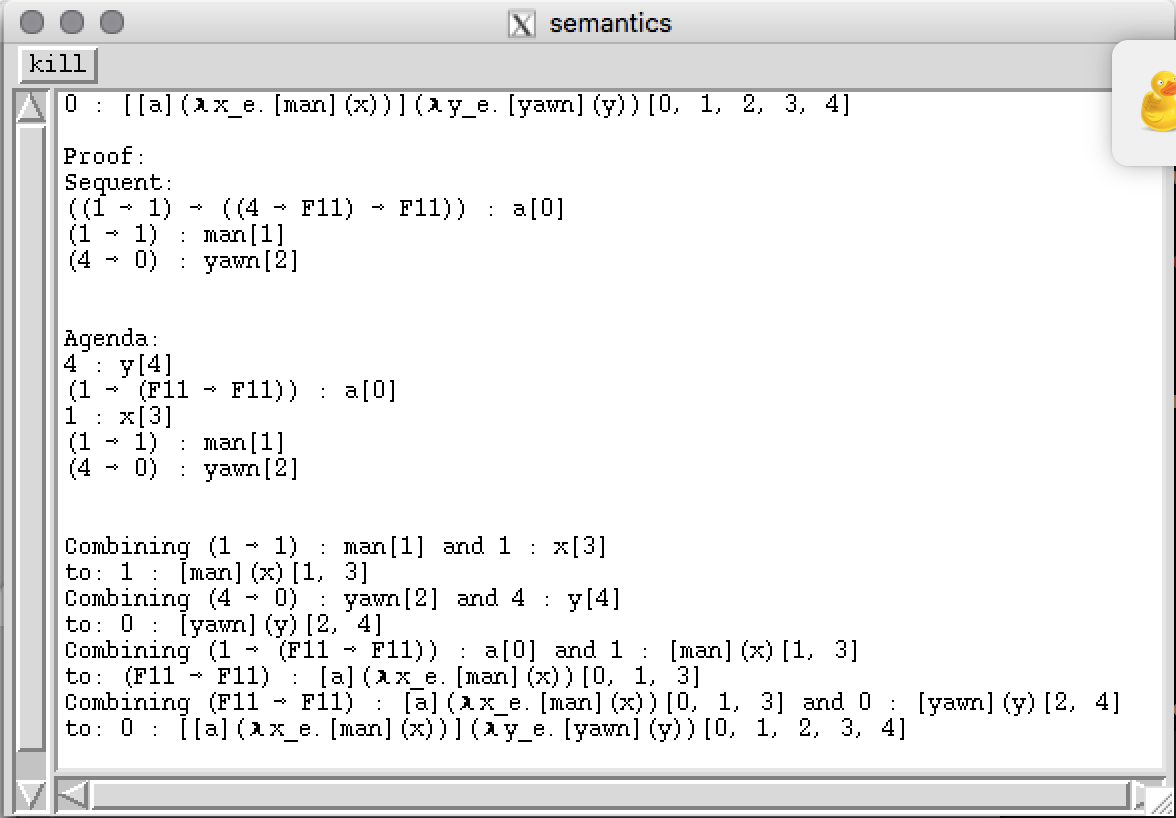 semantics
kill
0 : [[a](λx_e.[man](x))](λy_e.[yawn](y))[0, 1, 2, 3, 4]
Proof:
Sequent:
((1 → 1) → ((4 → F11) → F11)) : a[0]
(1 → 1) : man[1]
(4 → 0) : yawn[2]
Agenda:
4 : y[4]
(1 → (F11 → F11)) : a[0]
1 : x[3]
(1 → 1) : man[1]
(4 → 0) : yawn[2]
Combining (1 → 1) : man[1] and 1 : x[3]
to: 1 : [man](x)[1, 3]
Combining (4 → 0) : yawn[2] and 4 : y[4]
to: 0 : [yawn](y)[2, 4]
Combining (1 → (F11 → F11)) : a[0] and 1 : [man](x)[1, 3]
to: (F11 → F11) : [a](λx_e.[man](x))[0, 1, 3]
Combining (F11 → F11) : [a](λx_e.[man](x))[0, 1, 3] and 0 : [yawn](y)[2, 4]
to: 0 : [[a](λx_e.[man](x))](λy_e.[yawn](y))[0, 1, 2, 3, 4]